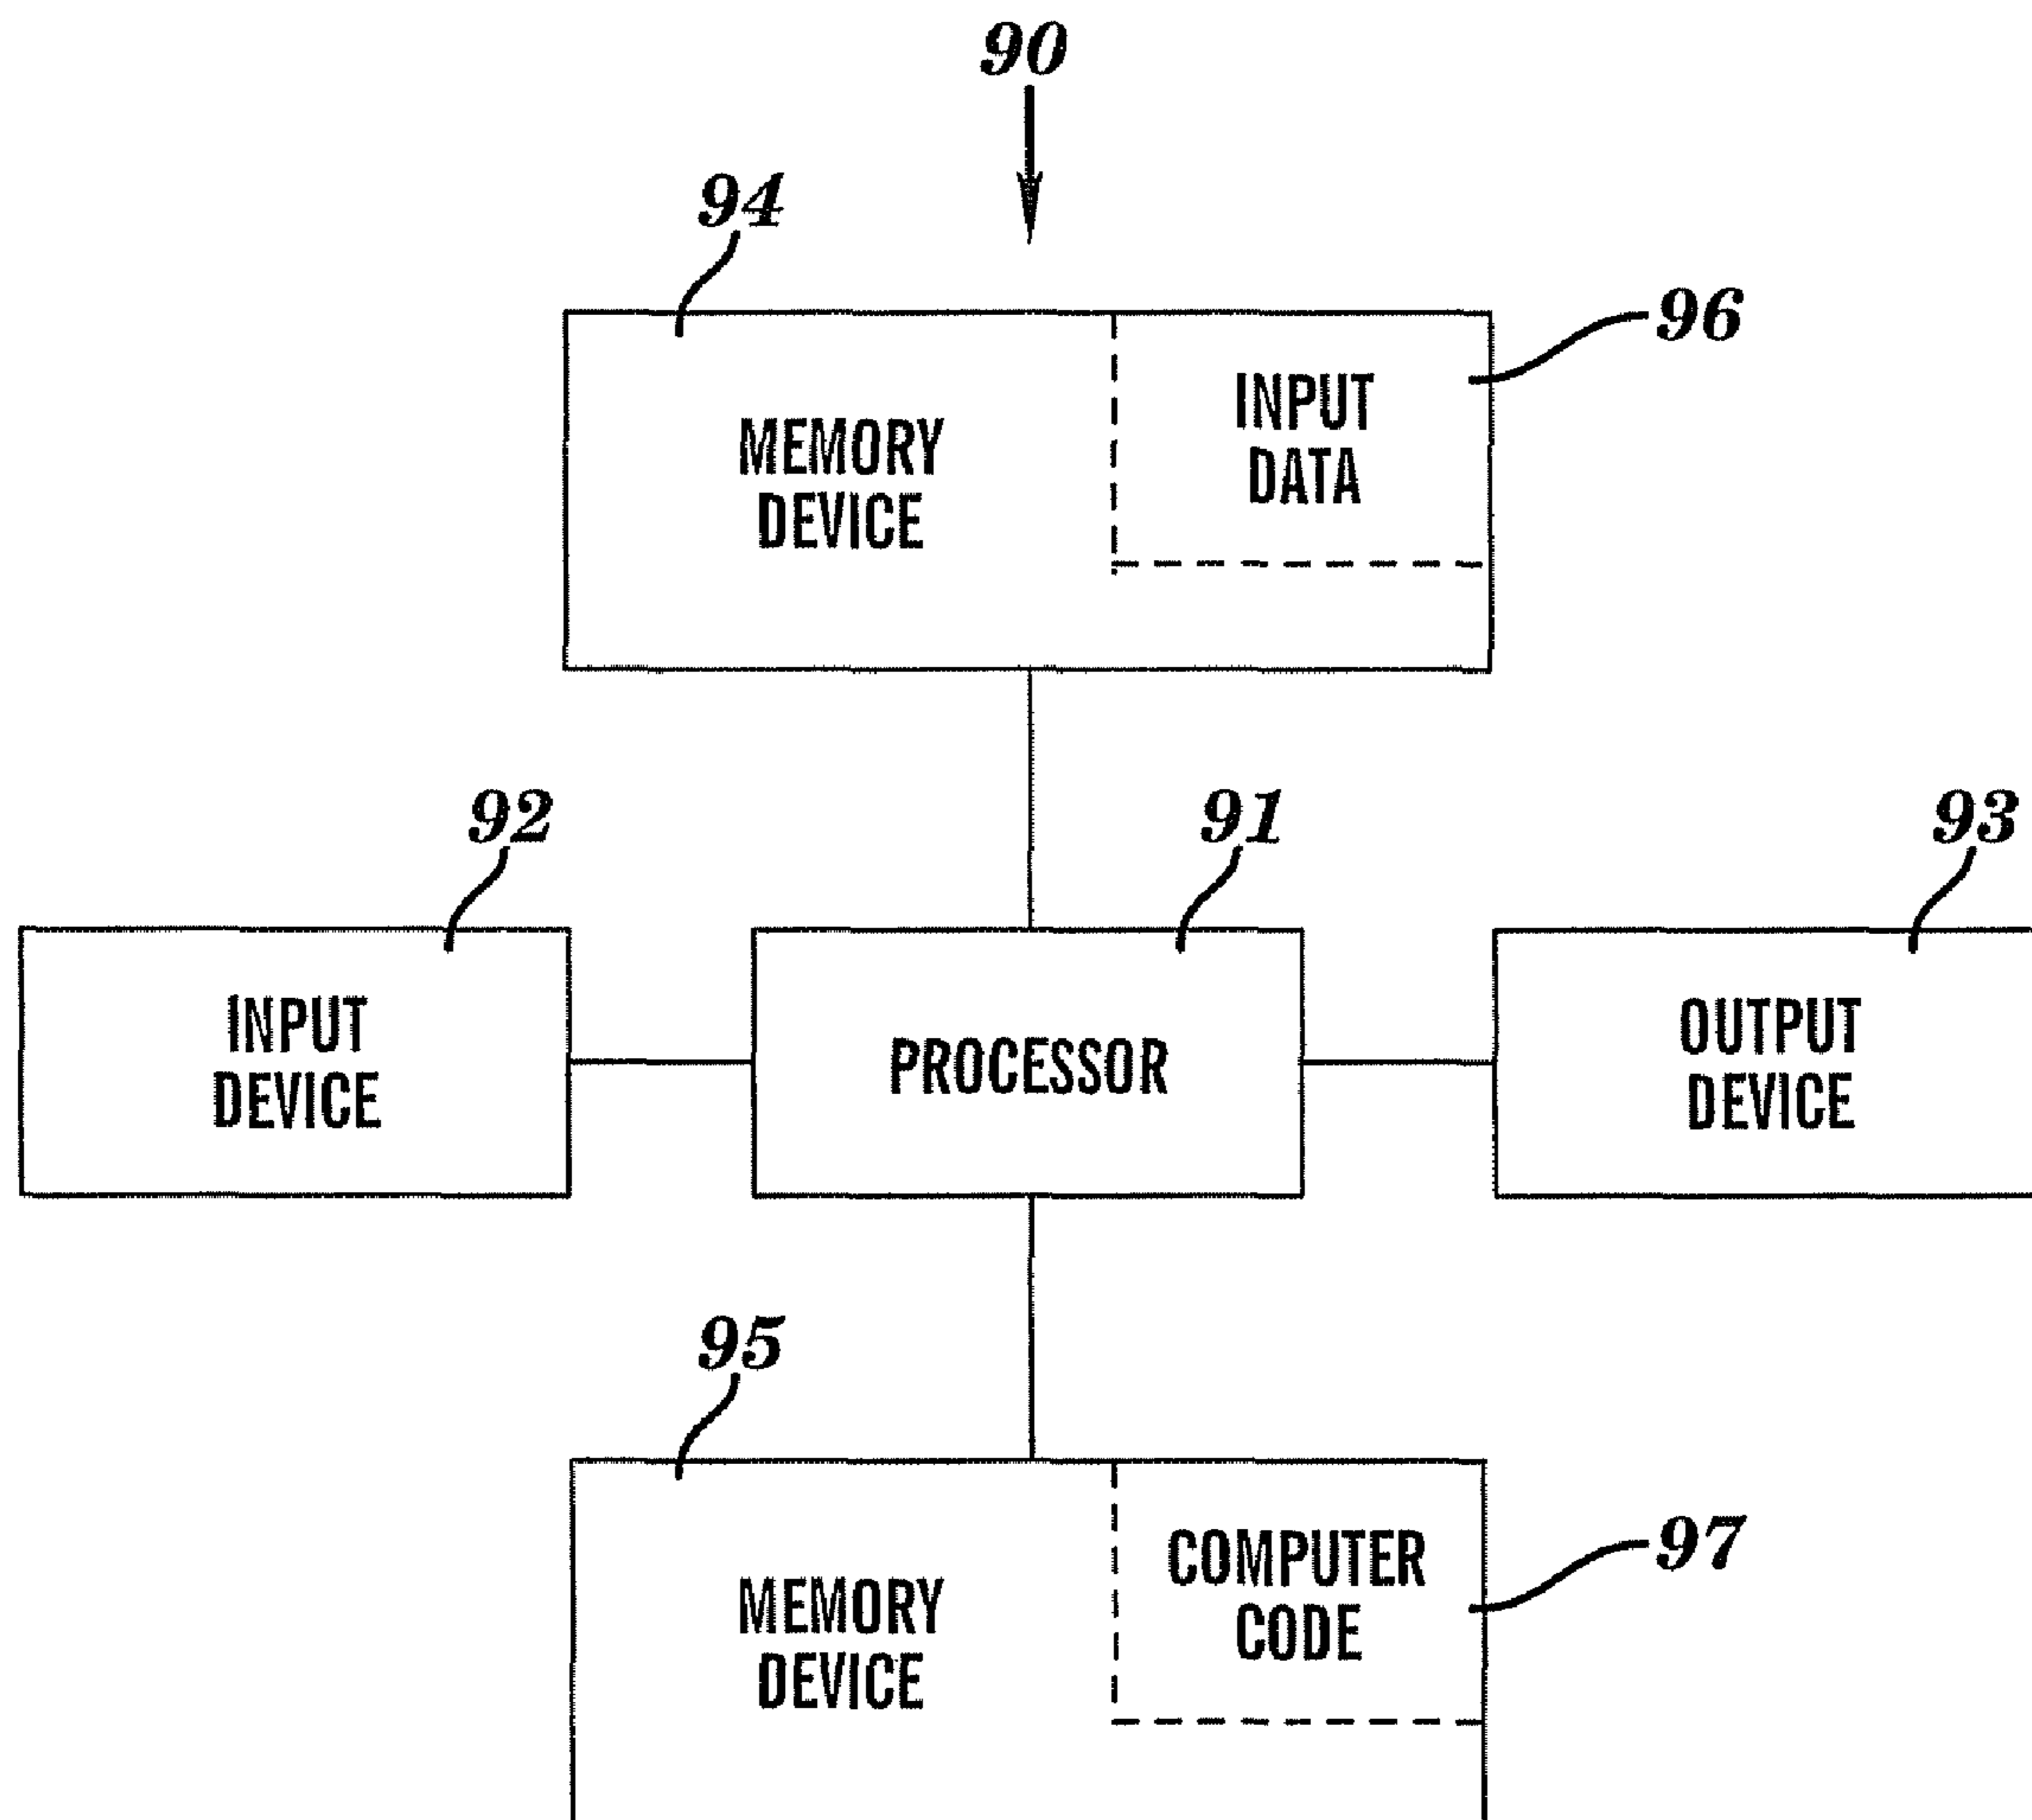 90
94
96
MEMORY
DEVICE
INPUT
DATA
92
91
93
INPUT
DEVICE
PROCESSOR
OUTPUT
DEVICE
95
97
MEMORY
DEVICE
COMPUTER
CODE